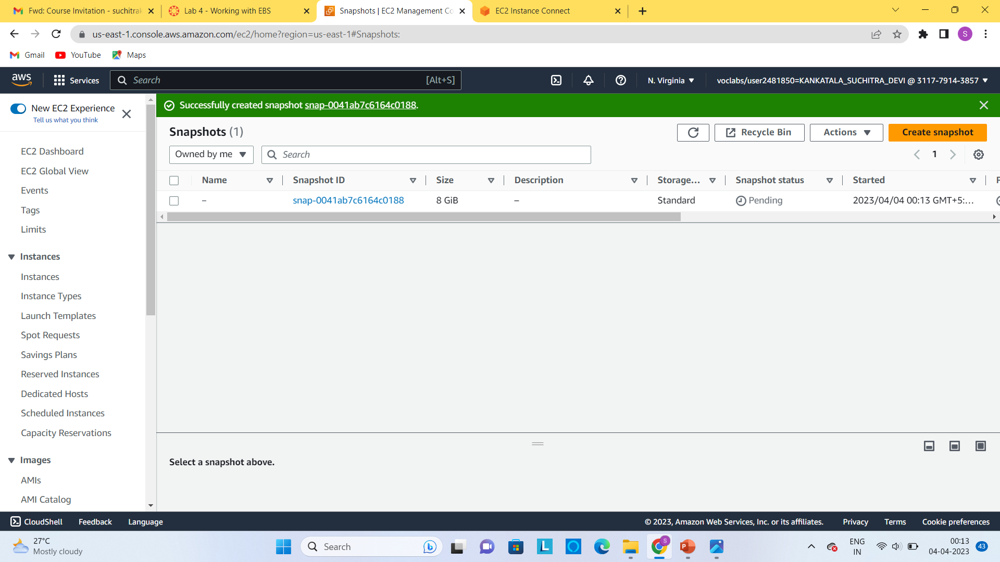 Fwd: Course Invitation - suchitrak
Lab 4 - Working with EBS
Snapshots | EC2 Management Co
EC2 Instance Connect
us-east-1.console.aws.amazon.com/ec2/home?region=us-east-1#Snapshots:
S
Gmail
YouTube
Maps
aws
Services
Search
[Alt+S]
N. Virginia
voclabs/user2481850=KANKATALA_SUCHITRA_DEVI @ 3117-7914-3857
New EC2 Experience
Tell us what you think
EC2 Dashboard
EC2 Global View
Events
Tags
Limits
Instances
Instances
Instance Types
Launch Templates
Spot Requests
Savings Plans
Reserved Instances
Dedicated Hosts
Scheduled Instances
Capacity Reservations
Images
AMIs
AMI Catalog
Successfully created snapshot snap-0041ab7c6164c0188.
Snapshots (1)
Recycle Bin
Actions
Create snapshot
Owned by me
Search
1
Name Snapshot ID Size Description Storage... Snapshot status Started
– snap-0041ab7c6164c0188 8 GiB – Standard Pending 2023/04/04 00:13 GMT+5:...
Select a snapshot above.
CloudShell
Feedback
Language
© 2023, Amazon Web Services, Inc. or its affiliates.
Privacy
Terms
Cookie preferences
27°C
Mostly cloudy
Search
S
ENG
IN
00:13
04-04-2023
43